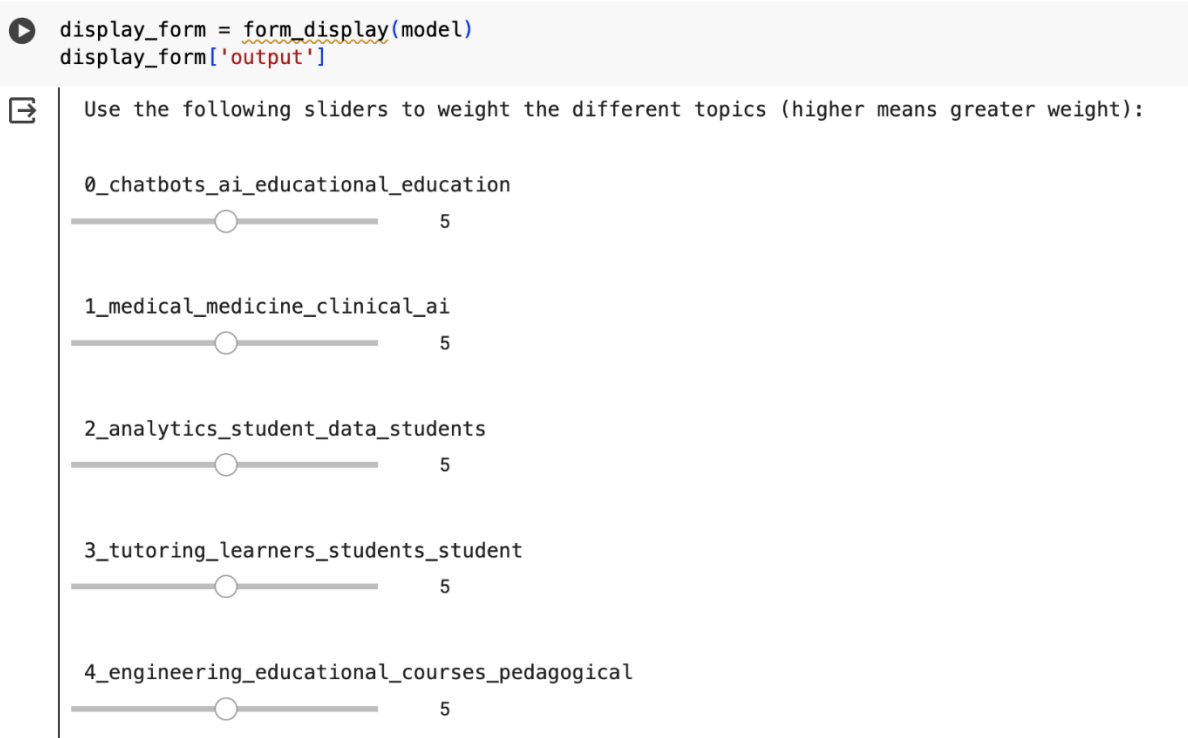 display_form = form_display(model)
display_form['output']
Use the following sliders to weight the different topics (higher means greater weight):
0_chatbots_ai_educational_education
5
1_medical_medicine_clinical_ai
5
2_analytics_student_data_students
5
3_tutoring_learners_students_student
5
4_engineering_educational_courses_pedagogical
5